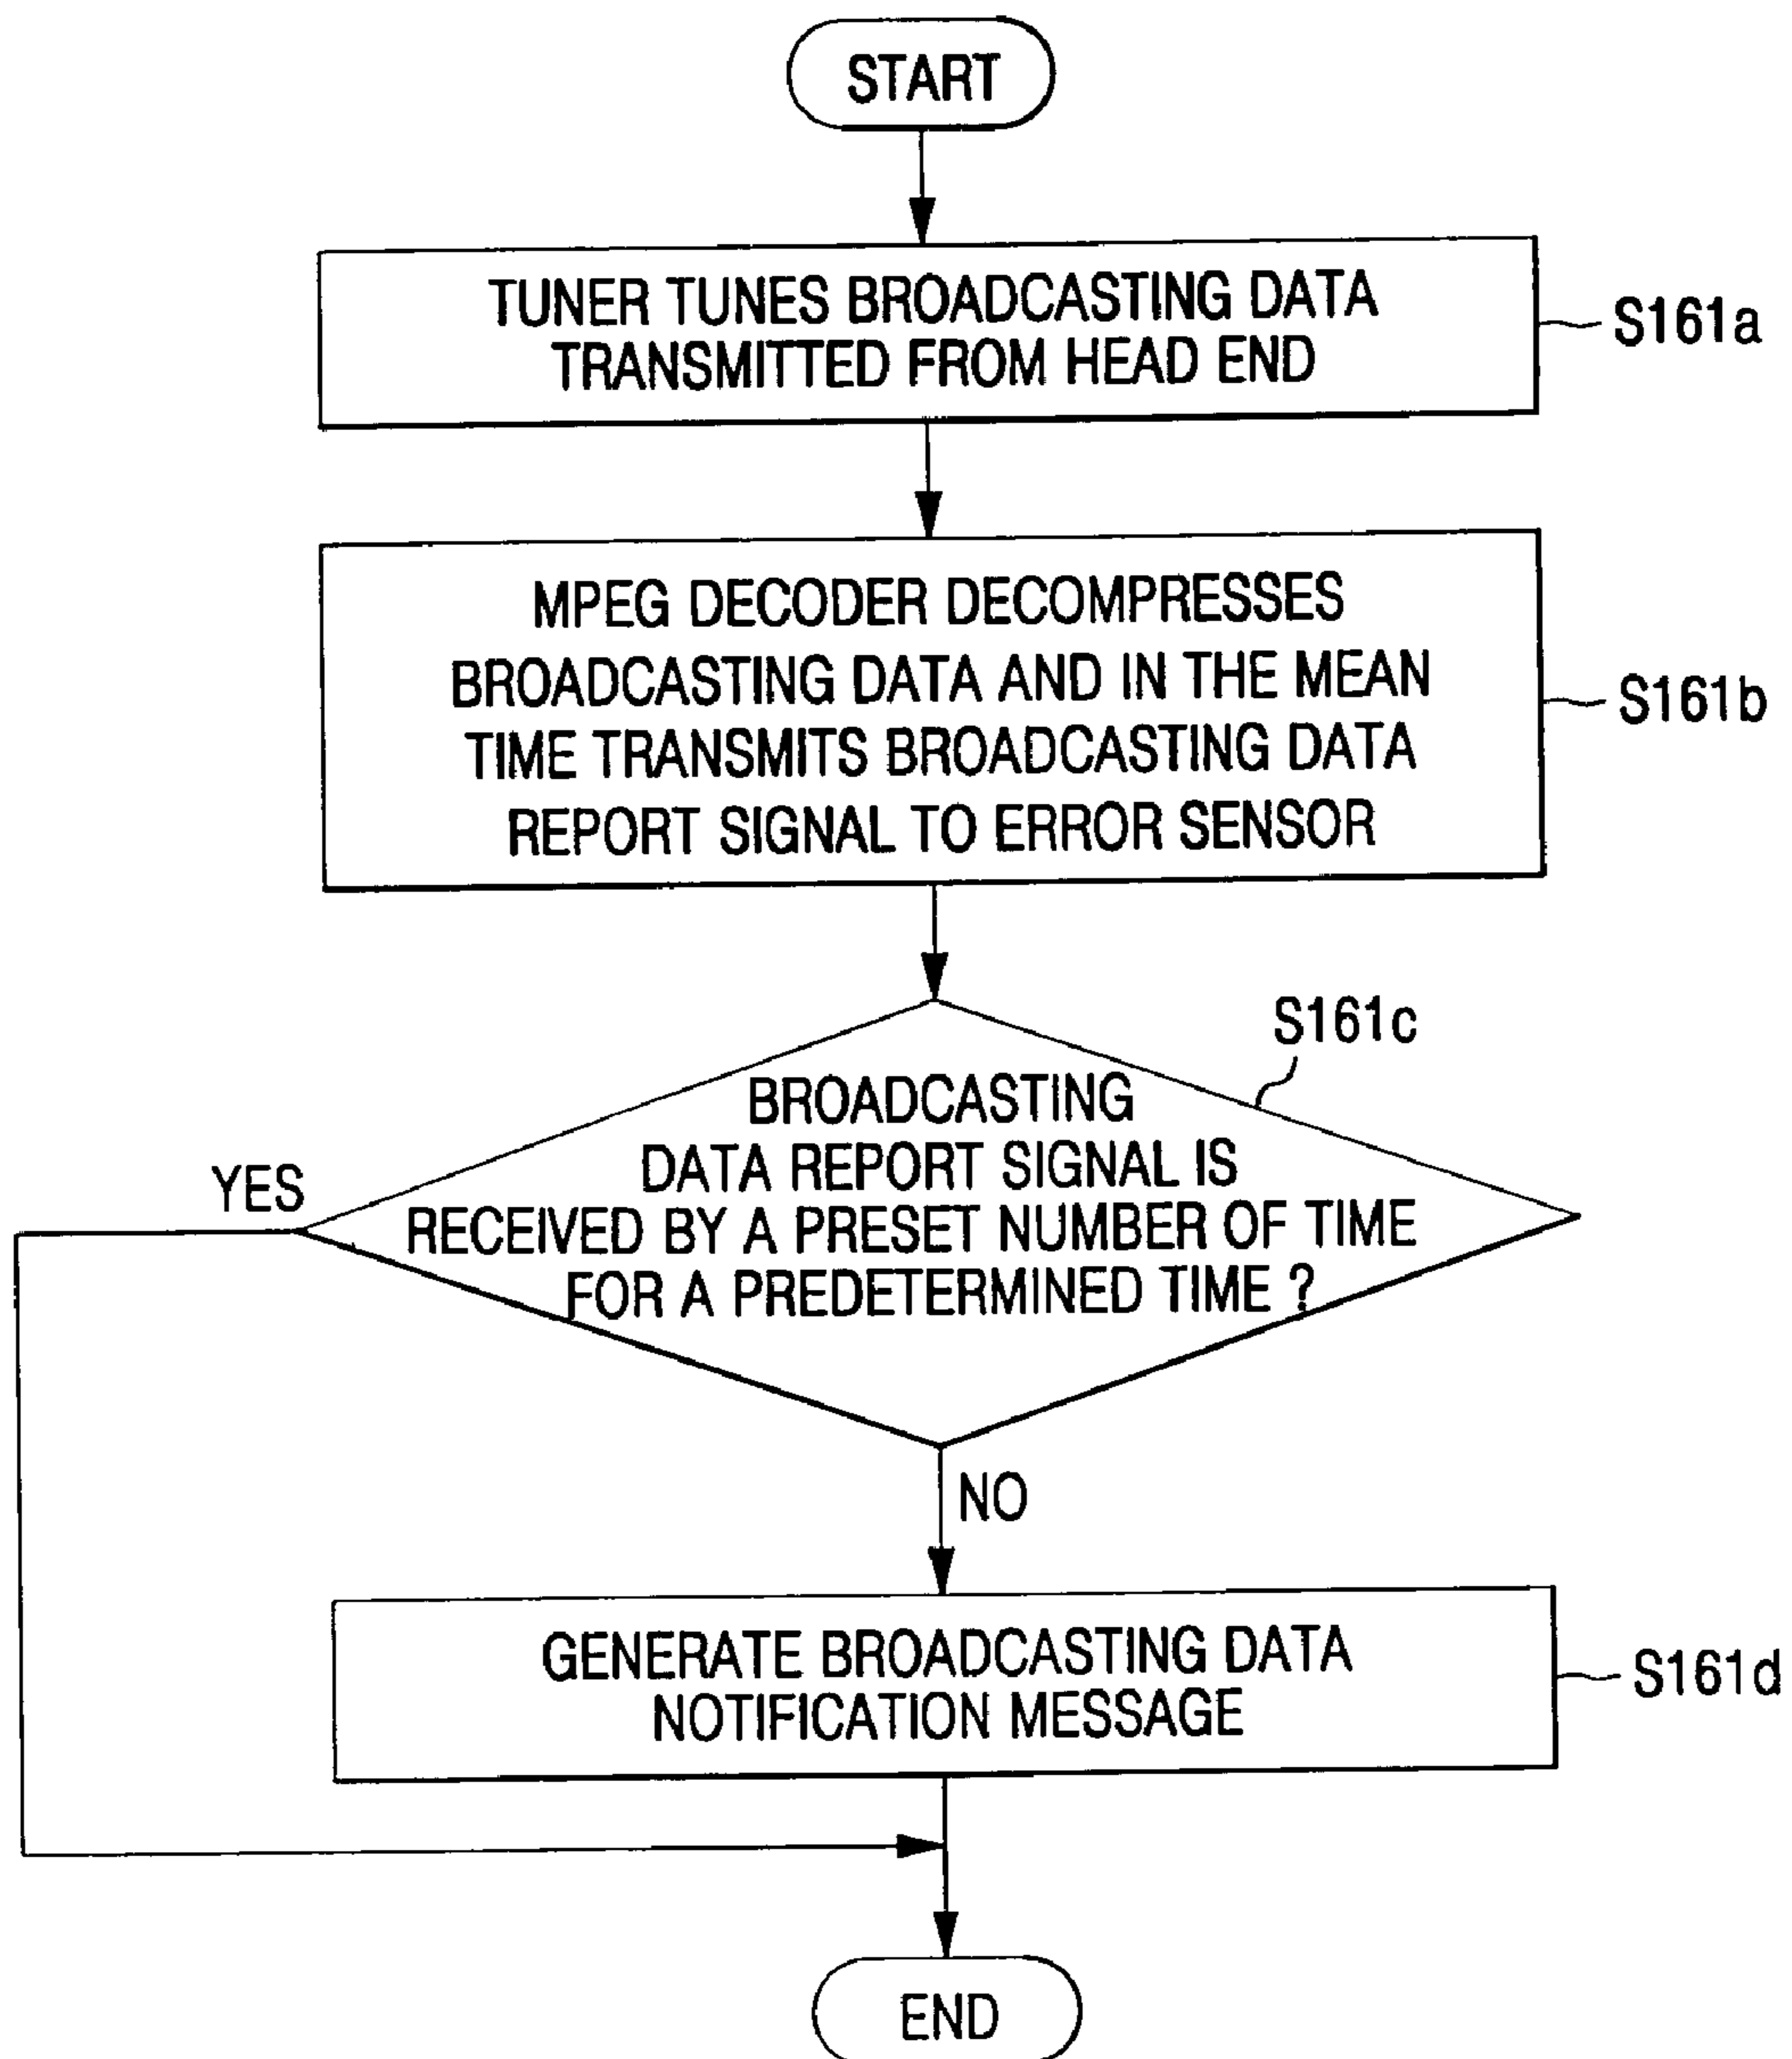 START
TUNER TUNES BROADCASTING DATA
TRANSMITTED FROM HEAD END
S161a
MPEG DECODER DECOMPRESSES
BROADCASTING DATA AND IN THE MEAN
TIME TRANSMITS BROADCASTING DATA
REPORT SIGNAL TO ERROR SENSOR
S161b
S161c
BROADCASTING
DATA REPORT SIGNAL IS
RECEIVED BY A PRESET NUMBER OF TIME
FOR A PREDETERMINED TIME ?
YES
NO
GENERATE BROADCASTING DATA
NOTIFICATION MESSAGE
S161d
END